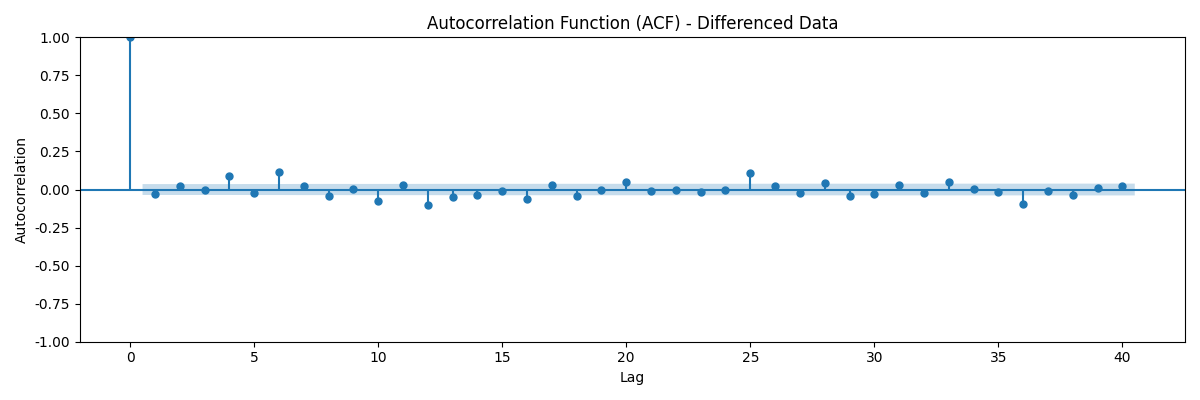 Autocorrelation Function (ACF) - Differenced Data
1.00
0.75
0.50
0.25
0.00
-0.25
-0.50
-0.75
-1.00
Autocorrelation
0 5 10 15 20 25 30 35 40
Lag